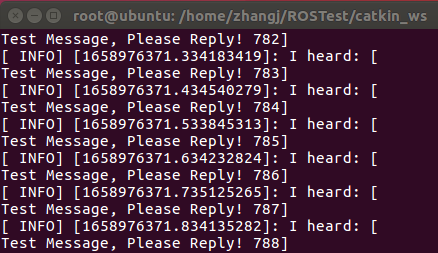 root@ubuntu: /home/zhangj/ROSTest/catkin_ws
Test Message, Please Reply! 782]
[ INFO] [1658976371.334183419]: I heard: [
Test Message, Please Reply! 783]
[ INFO] [1658976371.434540279]: I heard: [
Test Message, Please Reply! 784]
[ INFO] [1658976371.533845313]: I heard: [
Test Message, Please Reply! 785]
[ INFO] [1658976371.634232824]: I heard: [
Test Message, Please Reply! 786]
[ INFO] [1658976371.735125265]: I heard: [
Test Message, Please Reply! 787]
[ INFO] [1658976371.834135282]: I heard: [
Test Message, Please Reply! 788]